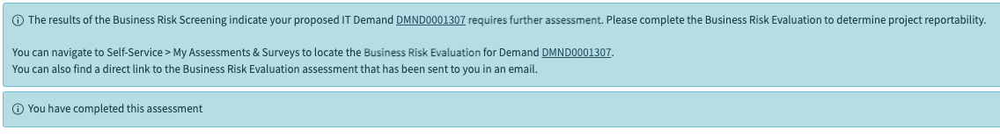 The results of the Business Risk Screening indicate your proposed IT Demand DMND0001307 requires further assessment. Please complete the Business Risk Evaluation to determine project reportability.
You can navigate to Self-Service > My Assessments & Surveys to locate the Business Risk Evaluation for Demand DMND0001307.
You can also find a direct link to the Business Risk Evaluation assessment that has been sent to you in an email.
You have completed this assessment